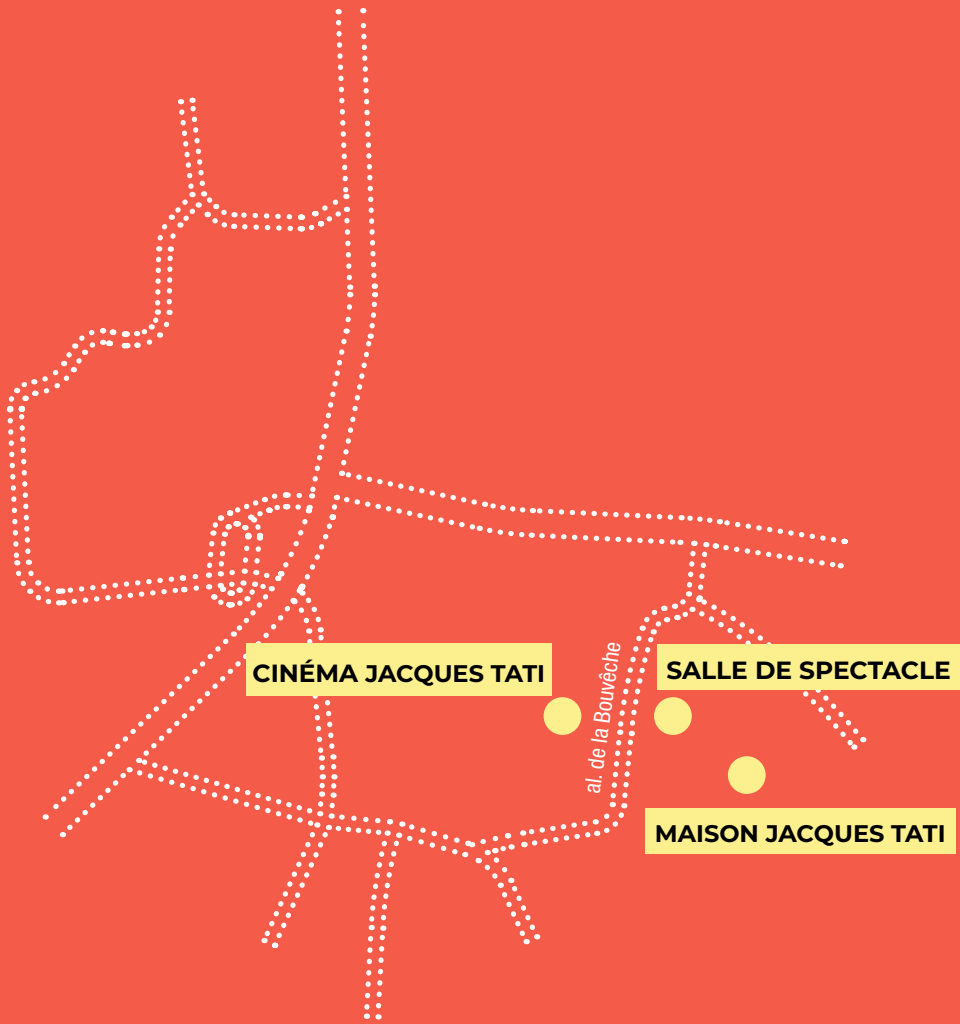 CINÉMA JACQUES TATI
SALLE DE SPECTACLE
al. de la Bouvêche
MAISON JACQUES TATI